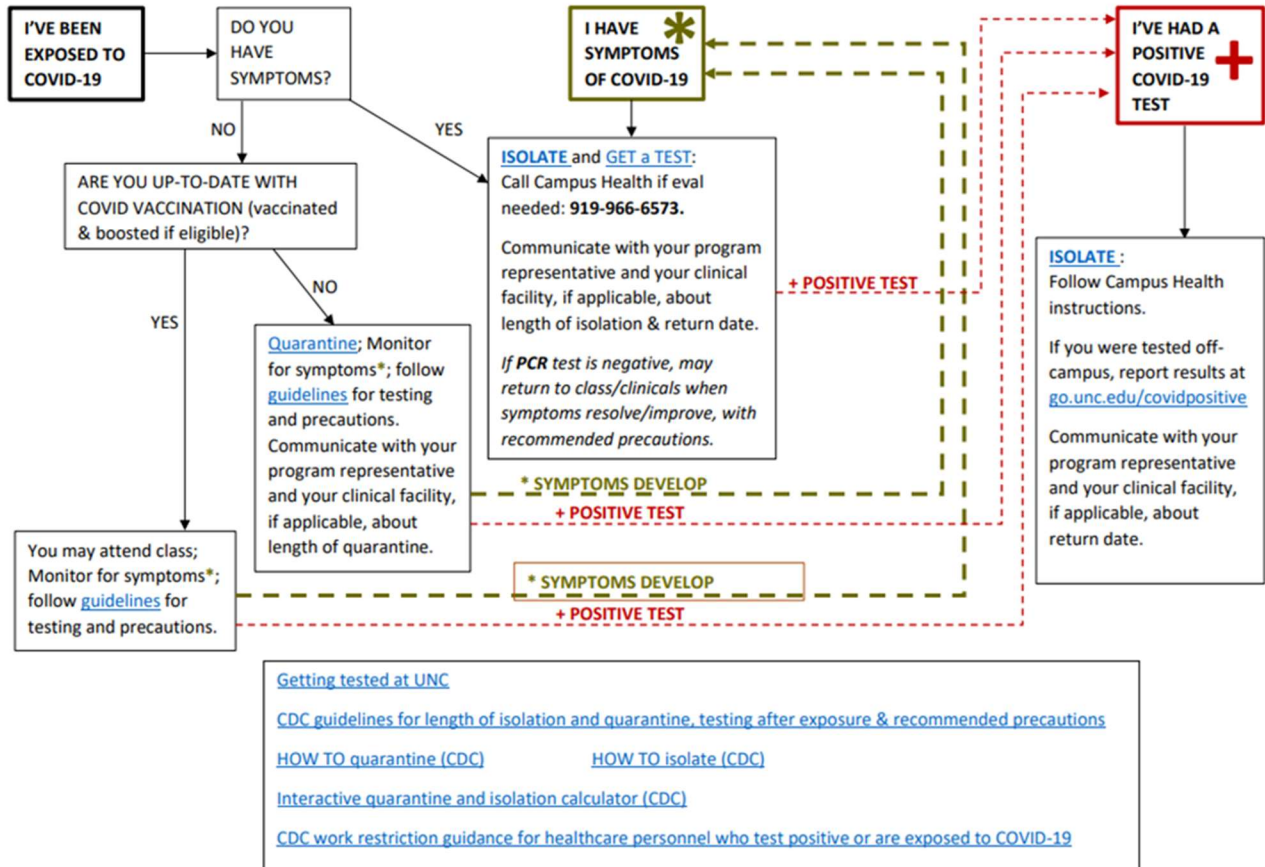 I'VE BEEN
EXPOSED TO
COVID-19
DO YOU
HAVE
SYMPTOMS?
I HAVE
SYMPTOMS
OF COVID-19
I'VE HAD A
POSITIVE
COVID-19
TEST
NO
YES
ARE YOU UP-TO-DATE WITH
COVID VACCINATION (vaccinated
& boosted if eligible)?
ISOLATE and GET a TEST:
Call Campus Health if eval
needed: 919-966-6573.
Communicate with your program
representative and your clinical
facility, if applicable, about
length of isolation & return date.
If PCR test is negative, may
return to class/clinicals when
symptoms resolve/improve, with
recommended precautions.
+ POSITIVE TEST
ISOLATE :
Follow Campus Health
instructions.
If you were tested off-
campus, report results at
go.unc.edu/covidpositive
Communicate with your
program representative
and your clinical facility,
if applicable, about
return date.
NO
YES
Quarantine; Monitor
for symptoms*; follow
guidelines for testing
and precautions.
Communicate with your
program representative
and your clinical facility,
if applicable, about
length of quarantine.
* SYMPTOMS DEVELOP
+ POSITIVE TEST
You may attend class;
Monitor for symptoms*;
follow guidelines for
testing and precautions.
* SYMPTOMS DEVELOP
+ POSITIVE TEST
Getting tested at UNC
CDC guidelines for length of isolation and quarantine, testing after exposure & recommended precautions
HOW TO quarantine (CDC) HOW TO isolate (CDC)
Interactive quarantine and isolation calculator (CDC)
CDC work restriction guidance for healthcare personnel who test positive or are exposed to COVID-19